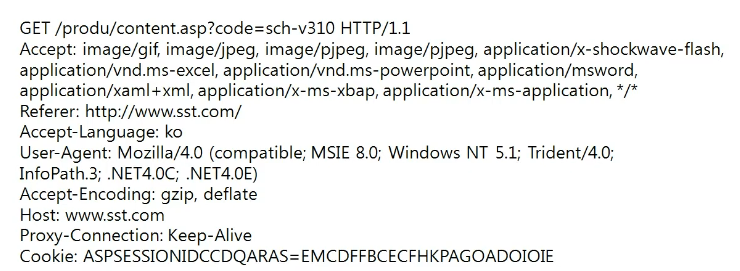 GET /produ/content.asp?code=sch-v310 HTTP/1.1
Accept: image/gif, image/jpeg, image/pjpeg, image/pjpeg, application/x-shockwave-flash,
application/vnd.ms-excel, application/vnd.ms-powerpoint, application/msword,
application/xaml+xml, application/x-ms-xbap, application/x-ms-application, */*
Referer: http://www.sst.com/
Accept-Language: ko
User-Agent: Mozilla/4.0 (compatible; MSIE 8.0; Windows NT 5.1; Trident/4.0;
InfoPath.3; .NET4.0C; .NET4.0E)
Accept-Encoding: gzip, deflate
Host: www.sst.com
Proxy-Connection: Keep-Alive
Cookie: ASPSESSIONIDCCDQARAS=EMCDFFBCECFHKPAGOADOIOIE